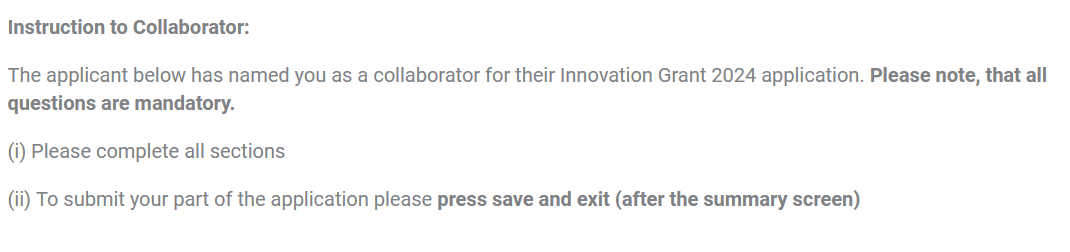 Instruction to Collaborator:
The applicant below has named you as a collaborator for their Innovation Grant 2024 application. Please note, that all
questions are mandatory.
(i) Please complete all sections
(ii) To submit your part of the application please press save and exit (after the summary screen)